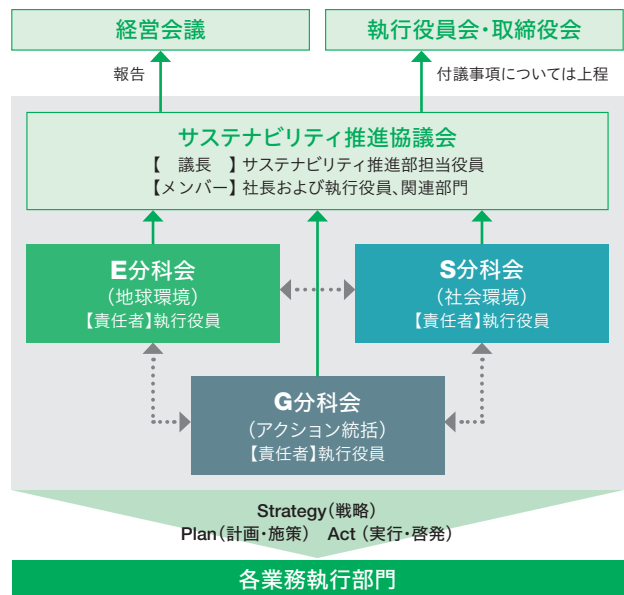 経営会議
執行役員会・取締役会
報告
付議事項については上程
サステナビリティ推進協議会
【 議長 】サステナビリティ推進部担当役員
【メンバー】社長および執行役員、関連部門
E分科会
(地球環境)
【責任者】執行役員
S分科会
(社会環境)
【責任者】執行役員
G分科会
(アクション統括)
【責任者】執行役員
Strategy(戦略)
Plan(計画・施策) Act (実行・啓発)
各業務執行部門